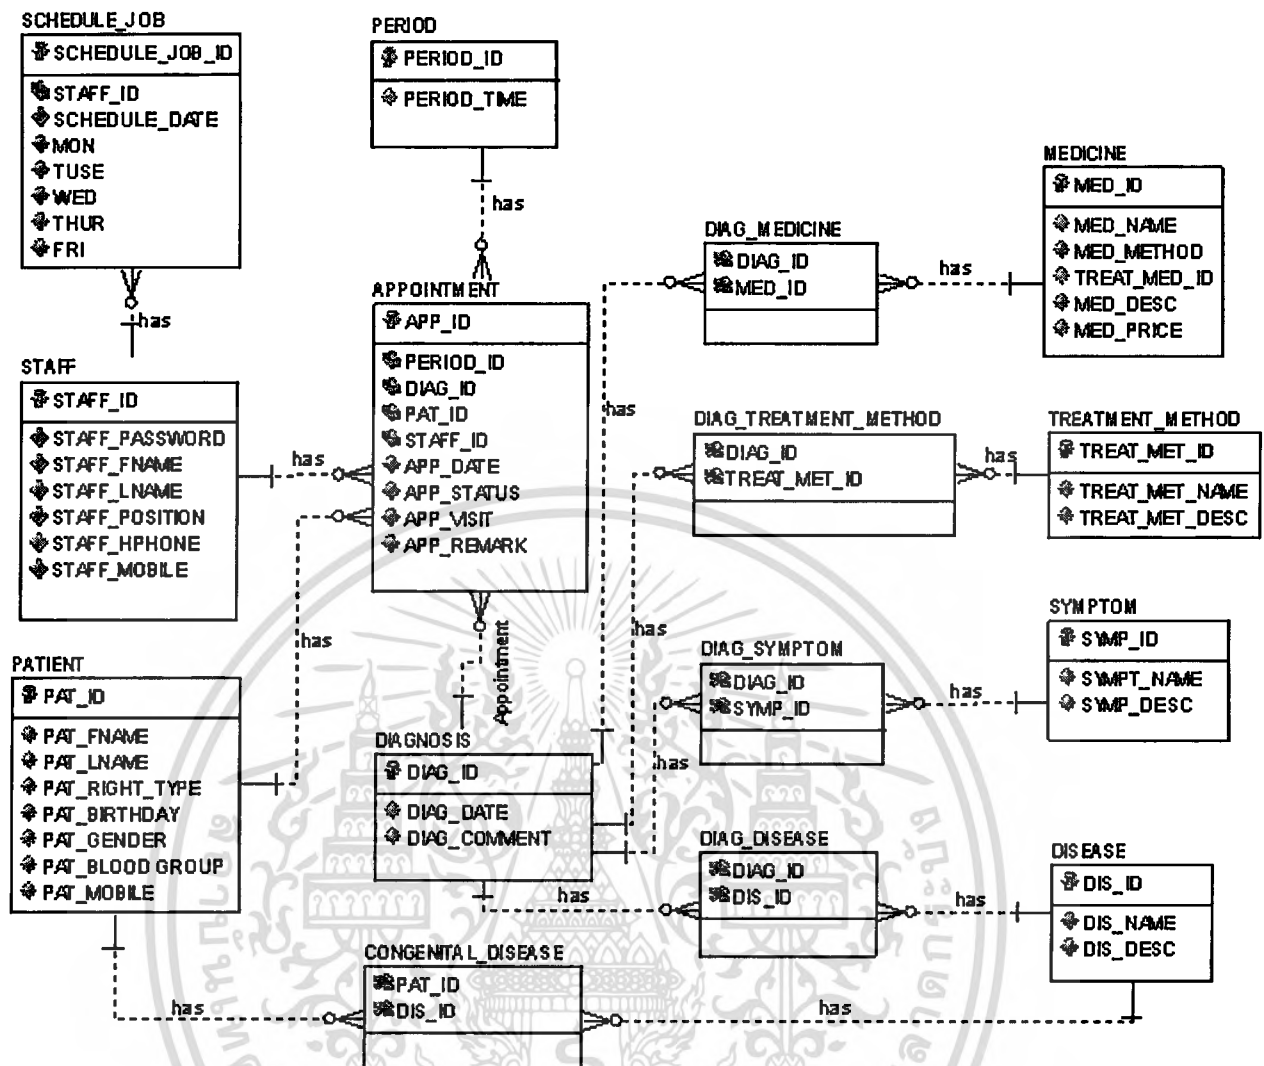 SCHEDULE_JOB
SCHEDULE_JOB_ID
STAFF_ID
SCHEDULE_DATE
MON
TUSE
WED
THUR
FRI
has
PERIOD
PERIOD_ID
PERIOD_TIME
has
MEDICINE
MED_ID
MED_NAME
MED_METHOD
TREAT_MED_ID
MED_DESC
MED_PRICE
DIAG_MEDICINE
DIAG_ID
MED_ID
has
has
APPOINTMENT
APP_ID
PERIOD_ID
DIAG_ID
PAT_ID
STAFF_ID
APP_DATE
APP_STATUS
APP_VISIT
APP_REMARK
STAFF
STAFF_ID
STAFF_PASSWORD
STAFF_FNAME
STAFF_LNAME
STAFF_POSITION
STAFF_HPHONE
STAFF_MOBILE
has
DIAG_TREATMENT_METHOD
DIAG_ID
TREAT_MET_ID
has
TREATMENT_METHOD
TREAT_MET_ID
TREAT_MET_NAME
TREAT_MET_DESC
has
has
Appointment
PATIENT
PAT_ID
PAT_FNAME
PAT_LNAME
PAT_RIGHT_TYPE
PAT_BIRTHDAY
PAT_GENDER
PAT_BLOOD GROUP
PAT_MOBILE
DIAG_SYMPTOM
DIAG_ID
SYMP_ID
has
SYMPTOM
SYMP_ID
SYMPT_NAME
SYMP_DESC
has
DIAGNOSIS
DIAG_ID
DIAG_DATE
DIAG_COMMENT
has
DIAG_DISEASE
DIAG_ID
DIS_ID
has
DISEASE
DIS_ID
DIS_NAME
DIS_DESC
CONGENITAL_DISEASE
PAT_ID
DIS_ID
has
has